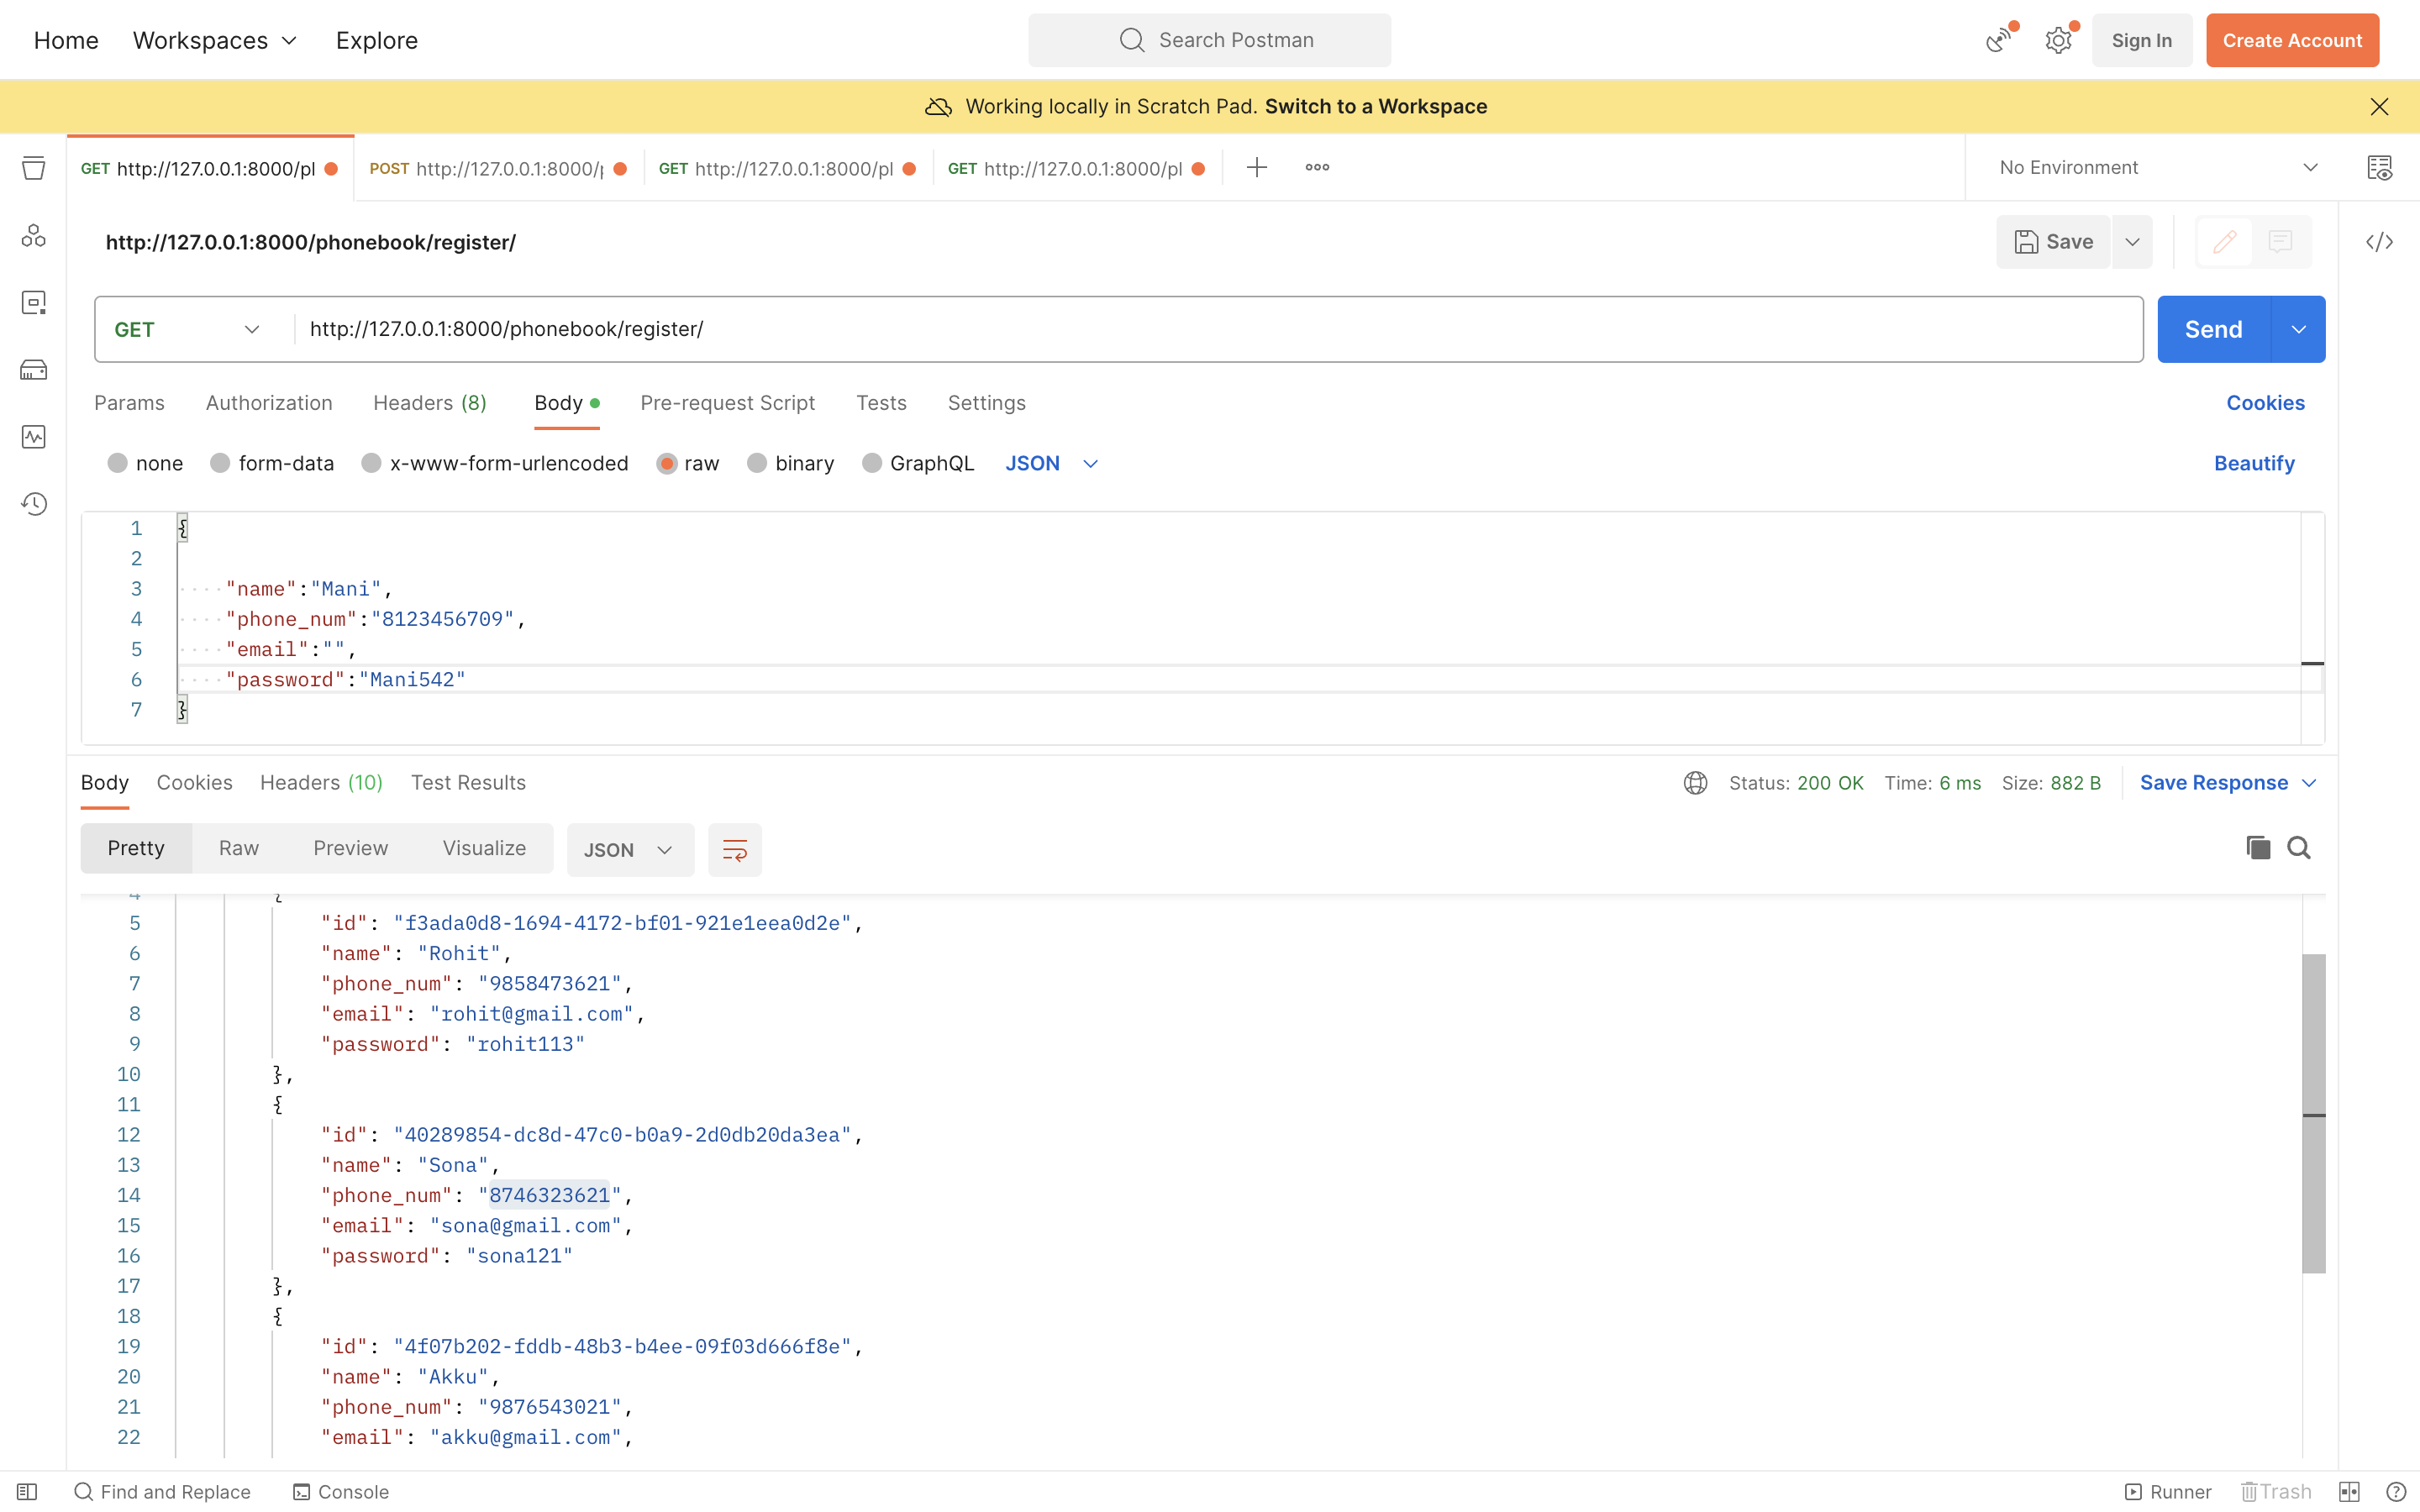 Home Workspaces Explore Search Postman Sign In Create Account
Working locally in Scratch Pad. Switch to a Workspace
GET http://127.0.0.1:8000/pl POST http://127.0.0.1:8000/ GET http://127.0.0.1:8000/pl GET http://127.0.0.1:8000/pl No Environment
http://127.0.0.1:8000/phonebook/register/ Save
GET http://127.0.0.1:8000/phonebook/register/ Send
Params Authorization Headers (8) Body Pre-request Script Tests Settings Cookies
none form-data x-www-form-urlencoded raw binary GraphQL JSON Beautify
1 {
2
3 "name":"Mani",
4 "phone_num":"8123456709",
5 "email":"",
6 "password":"Mani542"
7 }
Body Cookies Headers (10) Test Results Status: 200 OK Time: 6 ms Size: 882 B Save Response
Pretty Raw Preview Visualize JSON
4 {
5 "id": "f3ada0d8-1694-4172-bf01-921e1eea0d2e",
6 "name": "Rohit",
7 "phone_num": "9858473621",
8 "email": "rohit@gmail.com",
9 "password": "rohit113"
10 },
11 {
12 "id": "40289854-dc8d-47c0-b0a9-2d0db20da3ea",
13 "name": "Sona",
14 "phone_num": "8746323621",
15 "email": "sona@gmail.com",
16 "password": "sona121"
17 },
18 {
19 "id": "4f07b202-fddb-48b3-b4ee-09f03d666f8e",
20 "name": "Akku",
21 "phone_num": "9876543021",
22 "email": "akku@gmail.com",
Find and Replace Console Runner Trash